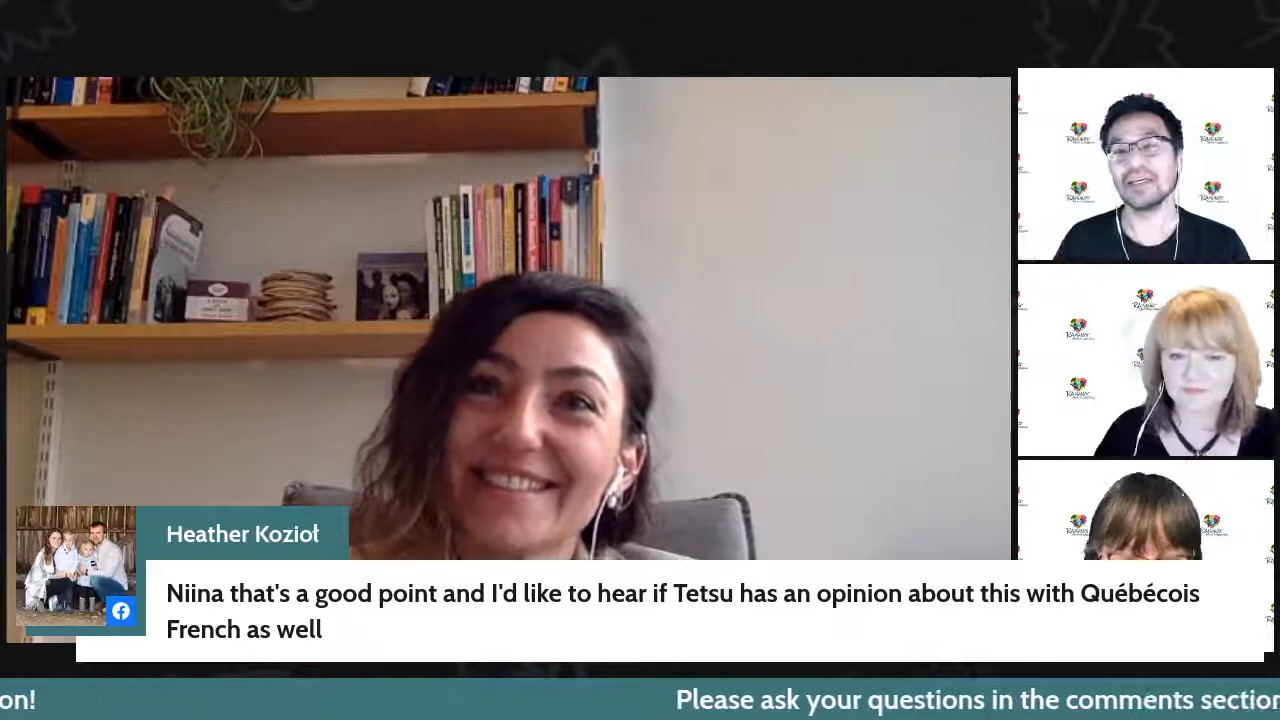 Heather Kozioł
Niina that's a good point and I'd like to hear if Tetsu has an opinion about this with Québécois
French as well
on!
Please ask your questions in the comments section